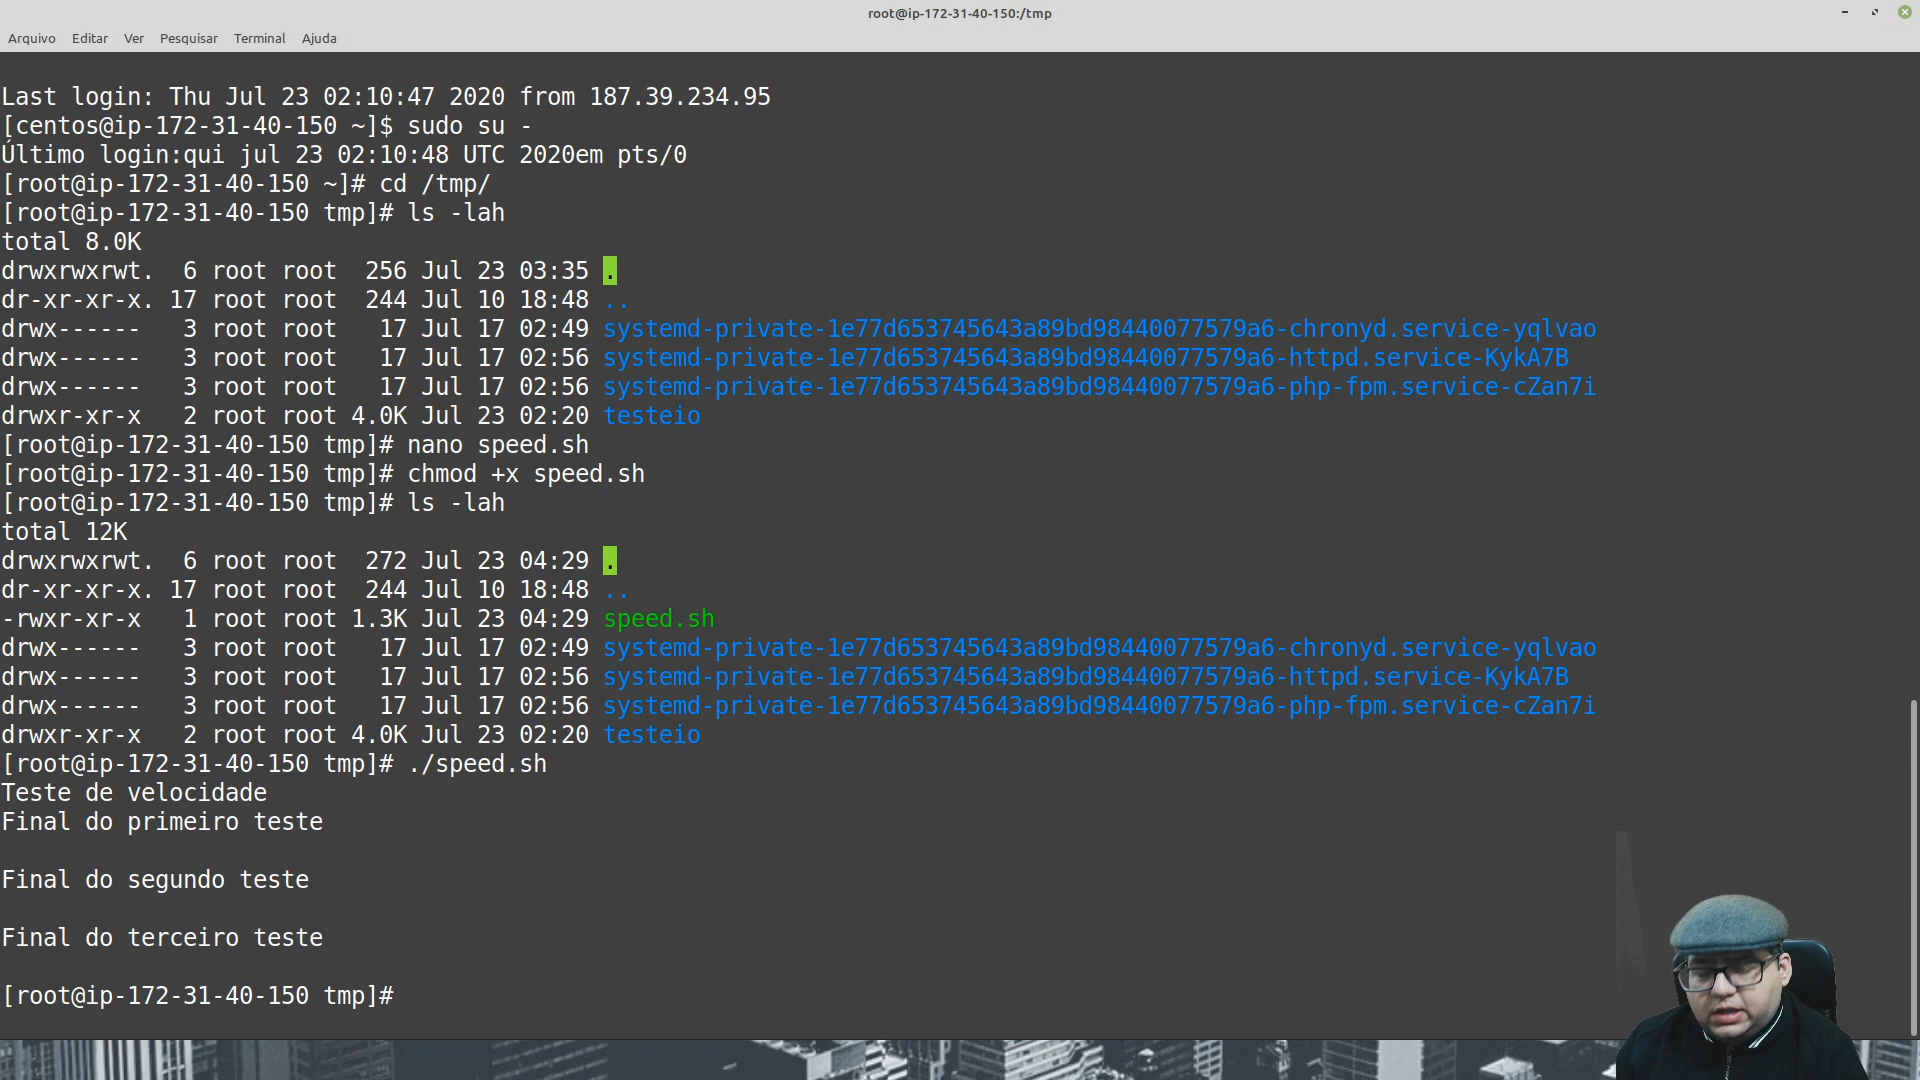 root@ip-172-31-40-150:/tmp
Arquivo Editar Ver Pesquisar Terminal Ajuda
Last login: Thu Jul 23 02:10:47 2020 from 187.39.234.95
[centos@ip-172-31-40-150 ~]$ sudo su -
Último login:qui jul 23 02:10:48 UTC 2020em pts/0
[root@ip-172-31-40-150 ~]# cd /tmp/
[root@ip-172-31-40-150 tmp]# ls -lah
total 8.0K
drwxrwxrwt.  6 root root  256 Jul 23 03:35 .
dr-xr-xr-x. 17 root root  244 Jul 10 18:48 ..
drwx------   3 root root   17 Jul 17 02:49 systemd-private-1e77d653745643a89bd98440077579a6-chronyd.service-yqlvao
drwx------   3 root root   17 Jul 17 02:56 systemd-private-1e77d653745643a89bd98440077579a6-httpd.service-KykA7B
drwx------   3 root root   17 Jul 17 02:56 systemd-private-1e77d653745643a89bd98440077579a6-php-fpm.service-cZan7i
drwxr-xr-x   2 root root 4.0K Jul 23 02:20 testeio
[root@ip-172-31-40-150 tmp]# nano speed.sh
[root@ip-172-31-40-150 tmp]# chmod +x speed.sh
[root@ip-172-31-40-150 tmp]# ls -lah
total 12K
drwxrwxrwt.  6 root root  272 Jul 23 04:29 .
dr-xr-xr-x. 17 root root  244 Jul 10 18:48 ..
-rwxr-xr-x   1 root root 1.3K Jul 23 04:29 speed.sh
drwx------   3 root root   17 Jul 17 02:49 systemd-private-1e77d653745643a89bd98440077579a6-chronyd.service-yqlvao
drwx------   3 root root   17 Jul 17 02:56 systemd-private-1e77d653745643a89bd98440077579a6-httpd.service-KykA7B
drwx------   3 root root   17 Jul 17 02:56 systemd-private-1e77d653745643a89bd98440077579a6-php-fpm.service-cZan7i
drwxr-xr-x   2 root root 4.0K Jul 23 02:20 testeio
[root@ip-172-31-40-150 tmp]# ./speed.sh
Teste de velocidade
Final do primeiro teste
Final do segundo teste
Final do terceiro teste
[root@ip-172-31-40-150 tmp]#